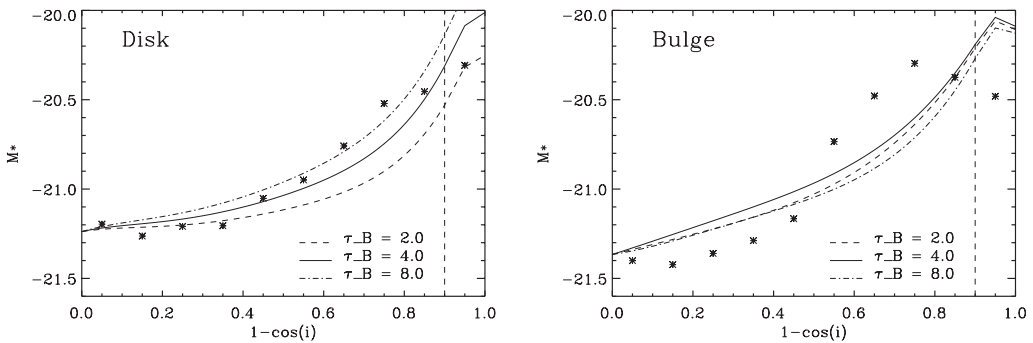 Disk
M*
−20.0
−20.5
−21.0
−21.5
τ_B = 2.0
τ_B = 4.0
τ_B = 8.0
0.0 0.2 0.4 0.6 0.8 1.0
1−cos(i)
Bulge
M*
−20.0
−20.5
−21.0
−21.5
τ_B = 2.0
τ_B = 4.0
τ_B = 8.0
0.0 0.2 0.4 0.6 0.8 1.0
1−cos(i)